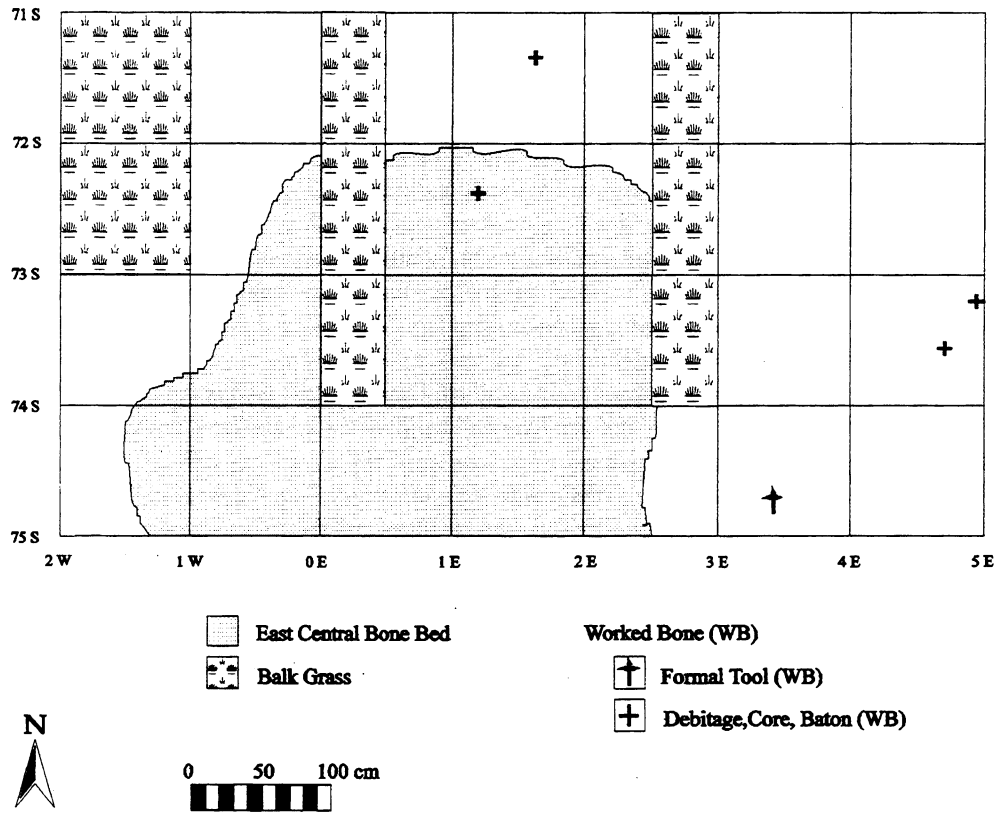 71 S
72 S
73 S
74 S
75 S
2 W 1 W 0 E 1 E 2 E 3 E 4 E 5 E
East Central Bone Bed
Balk Grass
Worked Bone (WB)
Formal Tool (WB)
Debitage,Core, Baton (WB)
N
0 50 100 cm